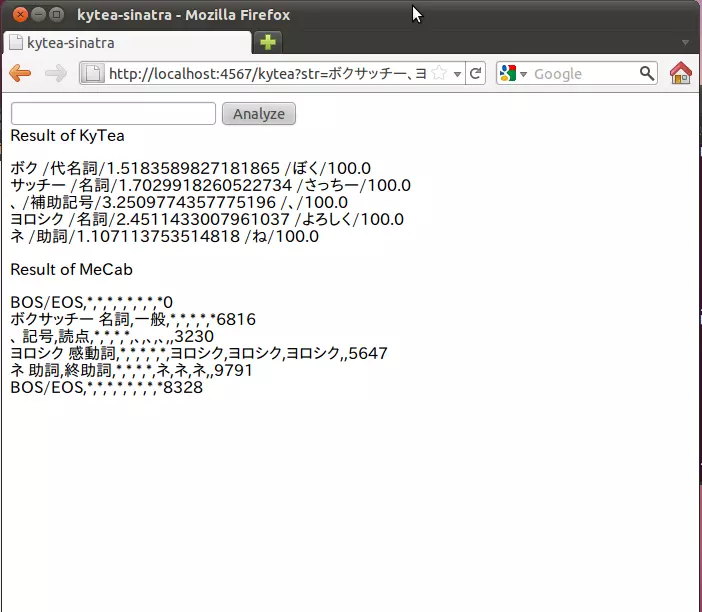 kytea-sinatra - Mozilla Firefox
kytea-sinatra
http://localhost:4567/kytea?str=ボクサッチー、ヨ
Google
Analyze
Result of KyTea
ボク /代名詞/1.5183589827181865 /ぼく/100.0
サッチー /名詞/1.7029918260522734 /さっちー/100.0
、 /補助記号/3.2509774357775196 /、/100.0
ヨロシク /名詞/2.4511433007961037 /よろしく/100.0
ネ /助詞/1.107113753514818 /ね/100.0
Result of MeCab
BOS/EOS,*,*,*,*,*,*,*,*0
ボクサッチー 名詞,一般,*,*,*,*,*6816
、 記号,読点,*,*,*,*,、,、,、,,3230
ヨロシク 感動詞,*,*,*,*,*,ヨロシク,ヨロシク,ヨロシク,,5647
ネ 助詞,終助詞,*,*,*,*,ネ,ネ,ネ,,9791
BOS/EOS,*,*,*,*,*,*,*,*8328